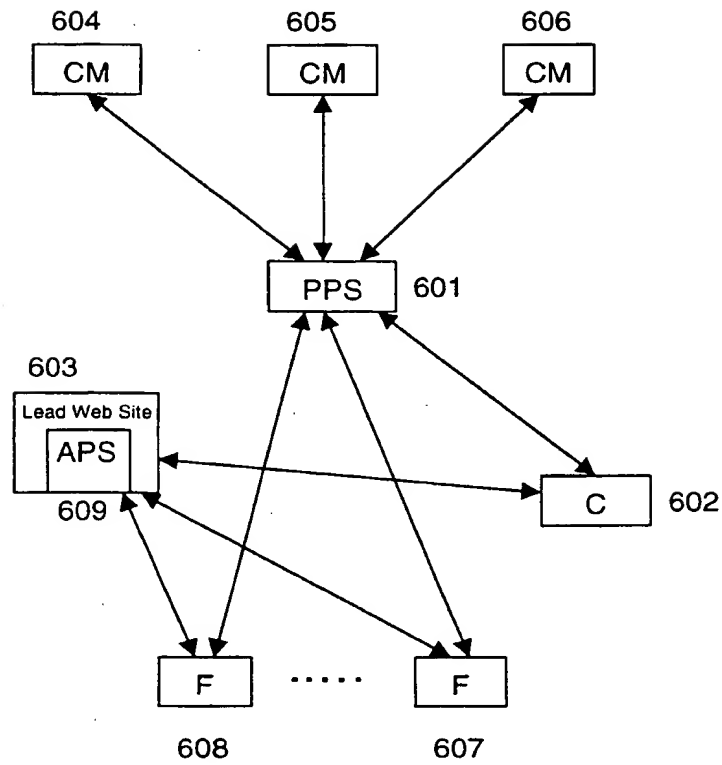 604 605 606
CM CM CM
PPS 601
603
Lead Web Site
APS
609
C 602
F ..... F
608 607